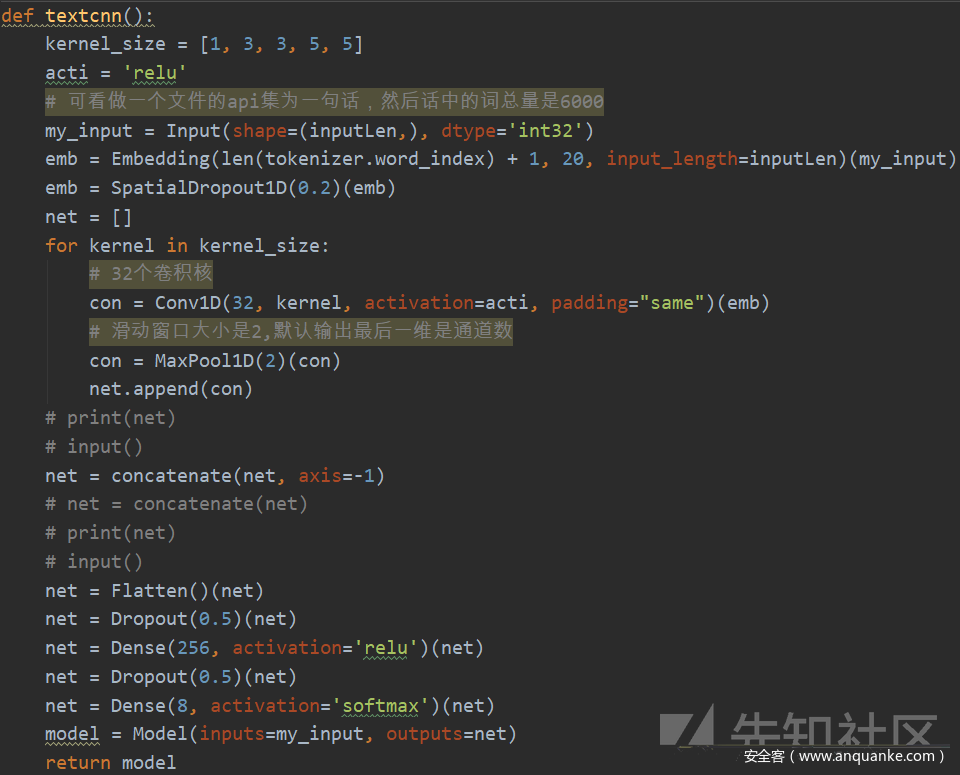 def textcnn():
    kernel_size = [1, 3, 3, 5, 5]
    acti = 'relu'
    # 可看做一个文件的api集为一句话，然后话中的词总量是6000
    my_input = Input(shape=(inputLen,), dtype='int32')
    emb = Embedding(len(tokenizer.word_index) + 1, 20, input_length=inputLen)(my_input)
    emb = SpatialDropout1D(0.2)(emb)
    net = []
    for kernel in kernel_size:
        # 32个卷积核
        con = Conv1D(32, kernel, activation=acti, padding="same")(emb)
        # 滑动窗口大小是2,默认输出最后一维是通道数
        con = MaxPool1D(2)(con)
        net.append(con)
    # print(net)
    # input()
    net = concatenate(net, axis=-1)
    # net = concatenate(net)
    # print(net)
    # input()
    net = Flatten()(net)
    net = Dropout(0.5)(net)
    net = Dense(256, activation='relu')(net)
    net = Dropout(0.5)(net)
    net = Dense(8, activation='softmax')(net)
    model = Model(inputs=my_input, outputs=net)
    return model
先知社区
安全客（www.anquanke.com）